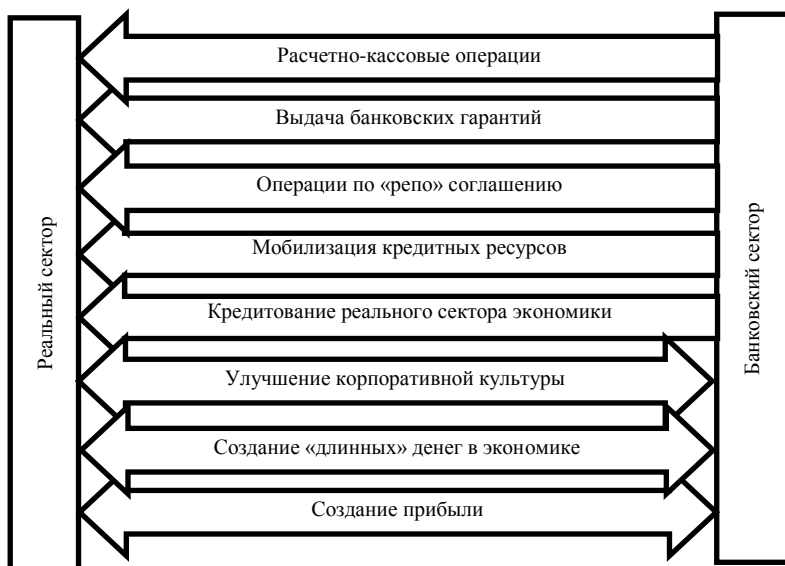 Реальный сектор
Расчетно-кассовые операции
Выдача банковских гарантий
Операции по «репо» соглашению
Мобилизация кредитных ресурсов
Кредитование реального сектора экономики
Улучшение корпоративной культуры
Создание «длинных» денег в экономике
Создание прибыли
Банковский сектор